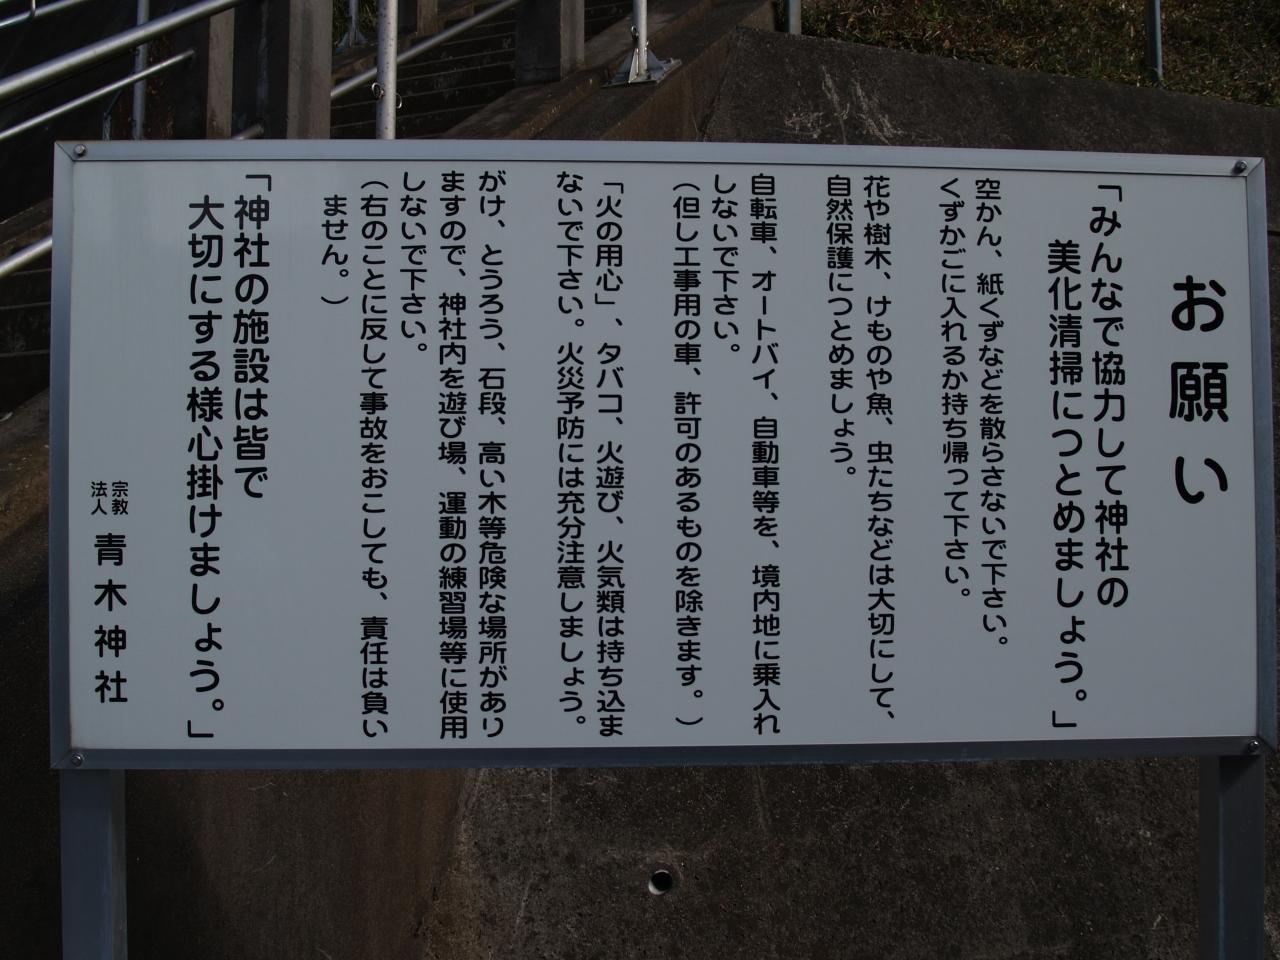 お願い
「みんなで協力して神社の
美化清掃につとめましょう。」
空かん、紙くずなどを散らさないで下さい。
くずかごに入れるか持ち帰って下さい。
花や樹木、けものや魚、虫たちなどは大切にして、
自然保護につとめましょう。
自転車、オートバイ、自動車等を、境内地に乗入れ
しないで下さい。
（但し工事用の車、許可のあるものを除きます。）
「火の用心」、タバコ、火遊び、火気類は持ち込ま
ないで下さい。火災予防には充分注意しましょう。
がけ、とうろう、石段、高い木等危険な場所があり
ますので、神社内を遊び場、運動の練習場等に使用
しないで下さい。
（右のことに反して事故をおこしても、責任は負い
ません。）
「神社の施設は皆で
大切にする様心掛けましょう。」
宗教法人 青木神社